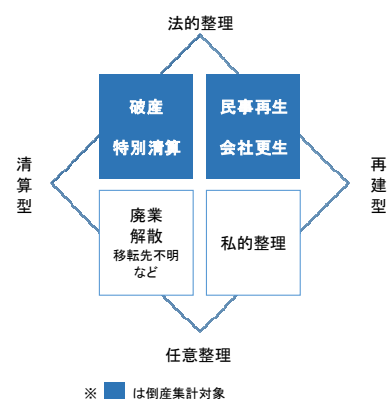 法的整理
破産
特別清算
民事再生
会社更生
清算型
再建型
廃業
解散
移転先不明
など
私的整理
任意整理
※ は倒産集計対象